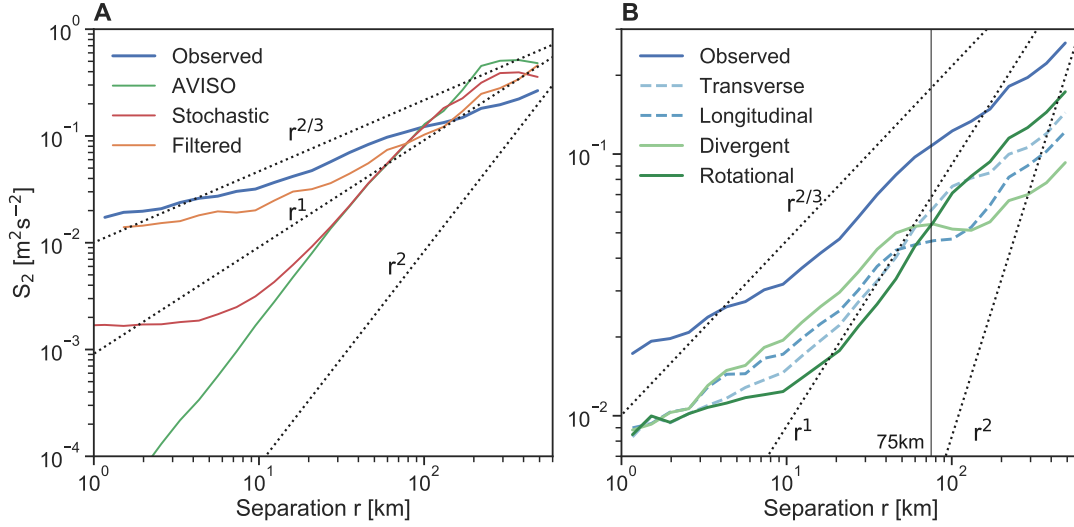 A
10^0
10^-1
10^-2
10^-3
10^-4
S_2 [m^2s^-2]
Observed
AVISO
Stochastic
Filtered
r^2/3
r^1
r^2
10^0
10^1
10^2
Separation r [km]
B
10^-1
10^-2
Observed
Transverse
Longitudinal
Divergent
Rotational
r^2/3
r^1
75km
r^2
10^0
10^1
10^2
Separation r [km]